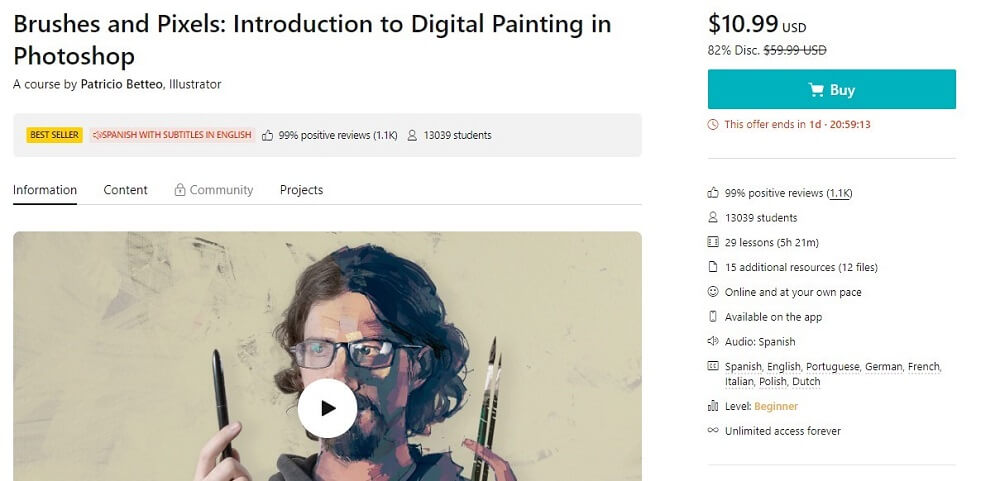 Brushes and Pixels: Introduction to Digital Painting in
Photoshop
A course by Patricio Betteo, Illustrator
BEST SELLER SPANISH WITH SUBTITLES IN ENGLISH 99% positive reviews (1.1K) 13039 students
Information Content Community Projects
$10.99 USD
82% Disc. $59.99 USD
Buy
This offer ends in 1d · 20:59:13
99% positive reviews (1.1K)
13039 students
29 lessons (5h 21m)
15 additional resources (12 files)
Online and at your own pace
Available on the app
Audio: Spanish
Spanish, English, Portuguese, German, French,
Italian, Polish, Dutch
Level: Beginner
Unlimited access forever